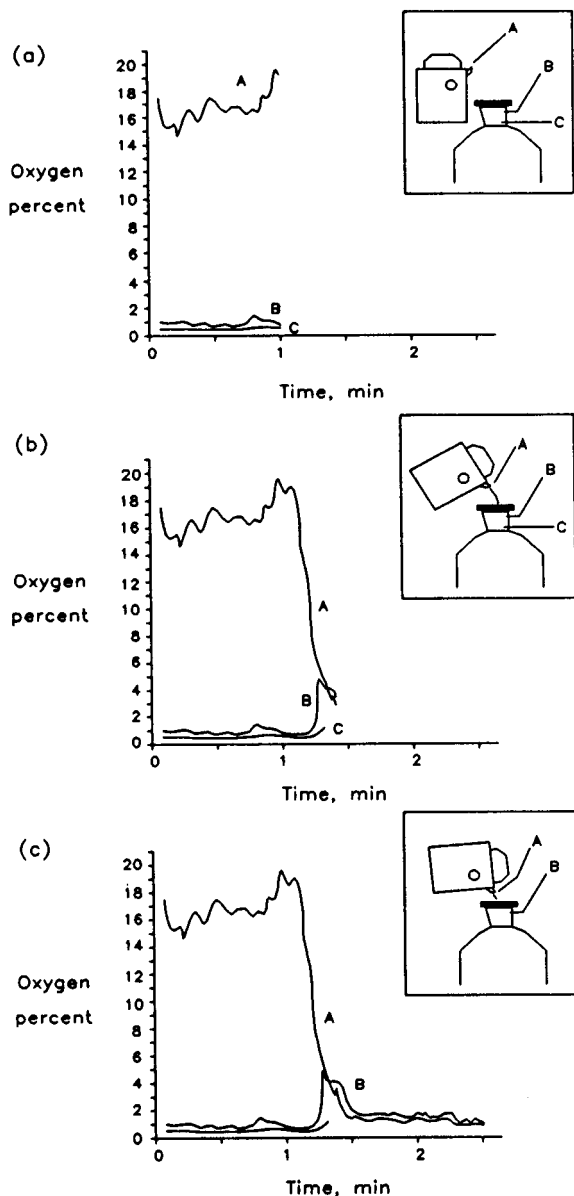 (a)
A
B
C
20
18
16
14
12
10
8
6
4
2
0
Oxygen
percent
A
B
C
0 1 2
Time, min
(b)
A
B
C
20
18
16
14
12
10
8
6
4
2
0
Oxygen
percent
A
B
C
0 1 2
Time, min
(c)
A
B
20
18
16
14
12
10
8
6
4
2
0
Oxygen
percent
A
B
0 1 2
Time, min